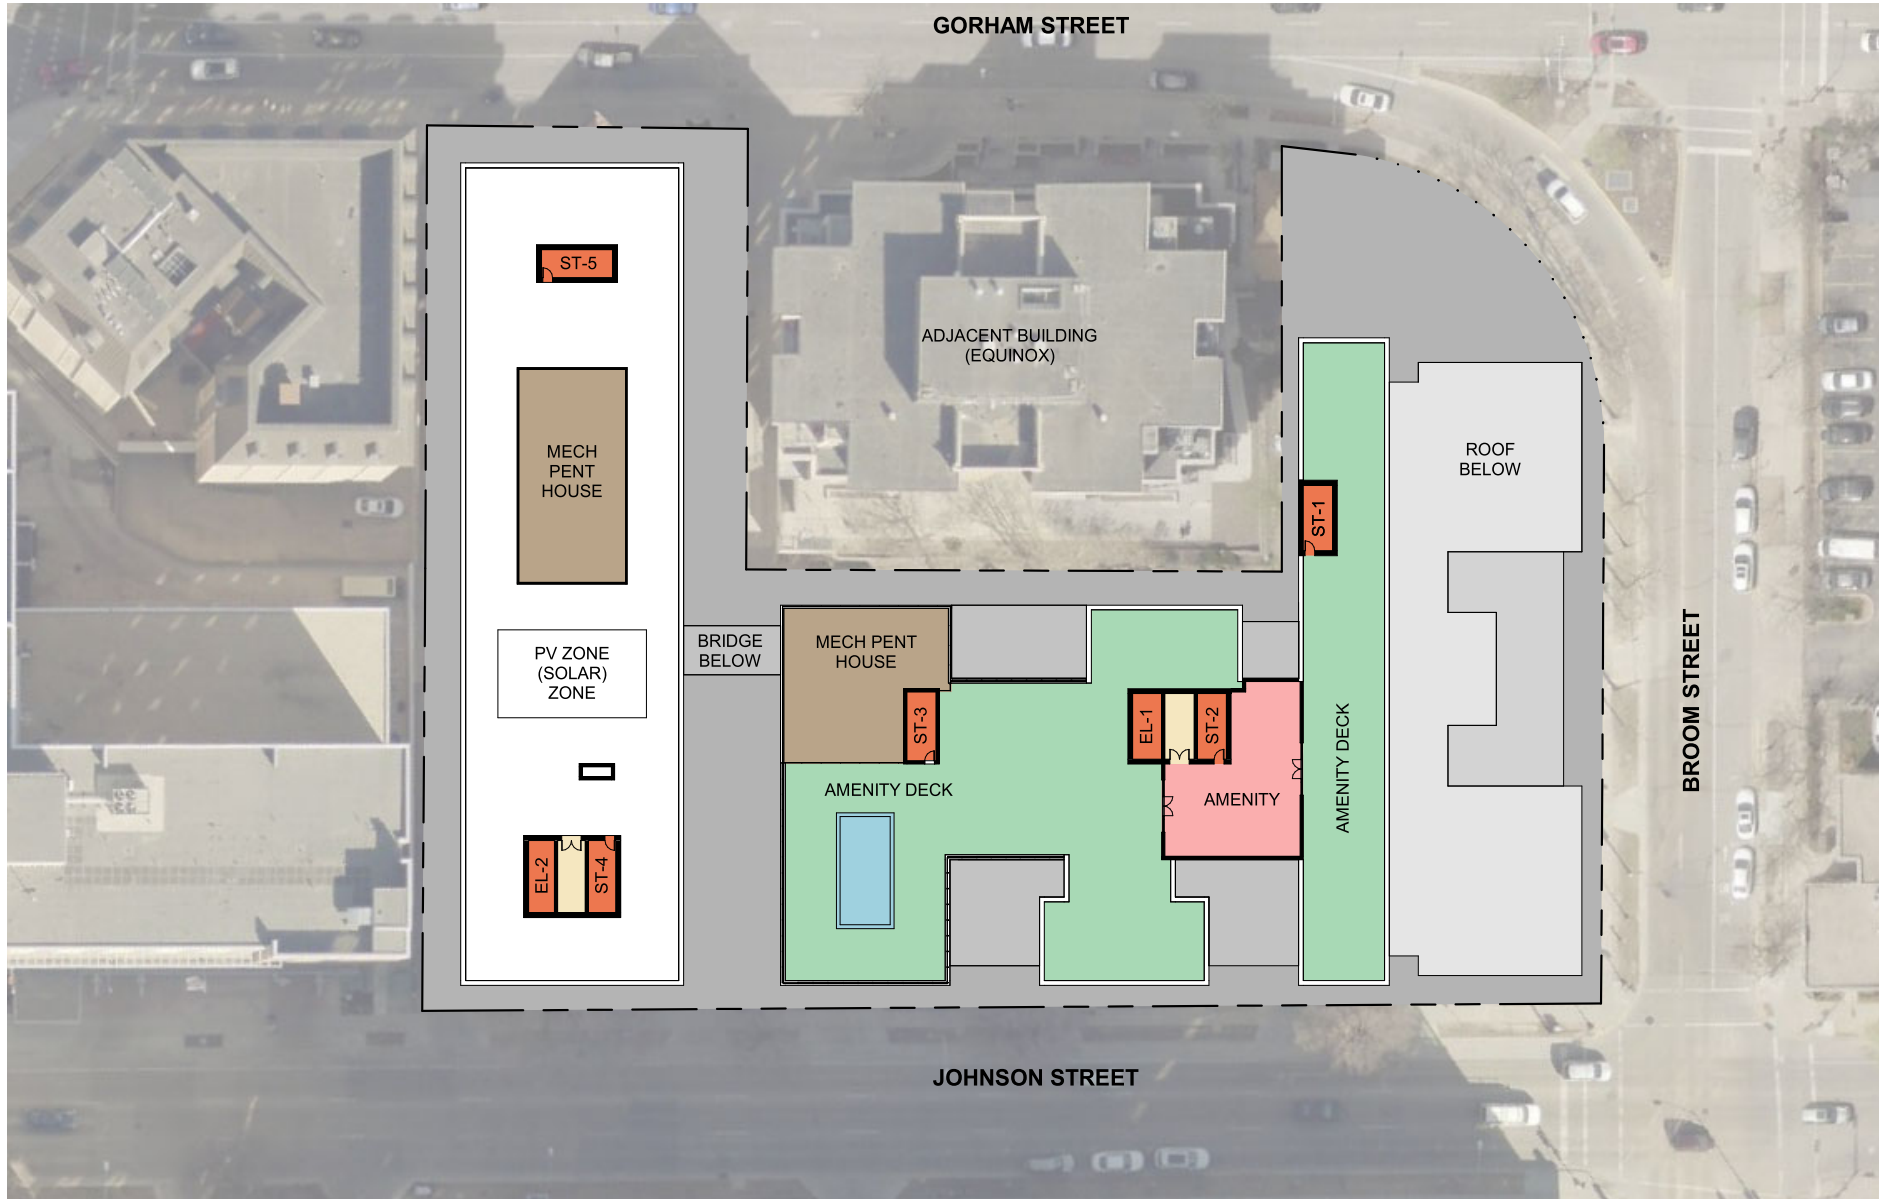 GORHAM STREET
ST-5
ADJACENT BUILDING
(EQUINOX)
MECH
PENT
HOUSE
ROOF
BELOW
ST-1
PV ZONE
(SOLAR)
ZONE
BRIDGE
BELOW
MECH PENT
HOUSE
ST-3
EL-1
ST-2
AMENITY DECK
AMENITY
AMENITY DECK
BROOM STREET
EL-2
ST-4
JOHNSON STREET